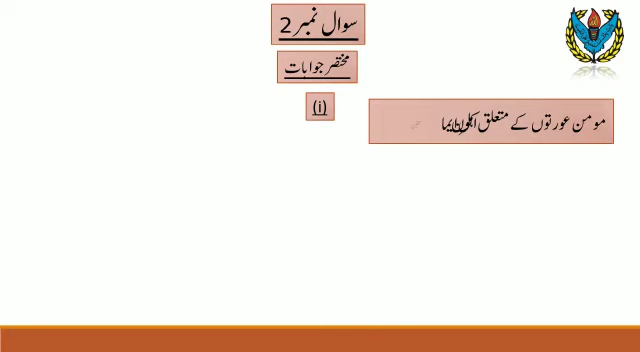 سوال نمبر 2
مختصر جوابات
(i)
مومن عورتوں کے متعلق